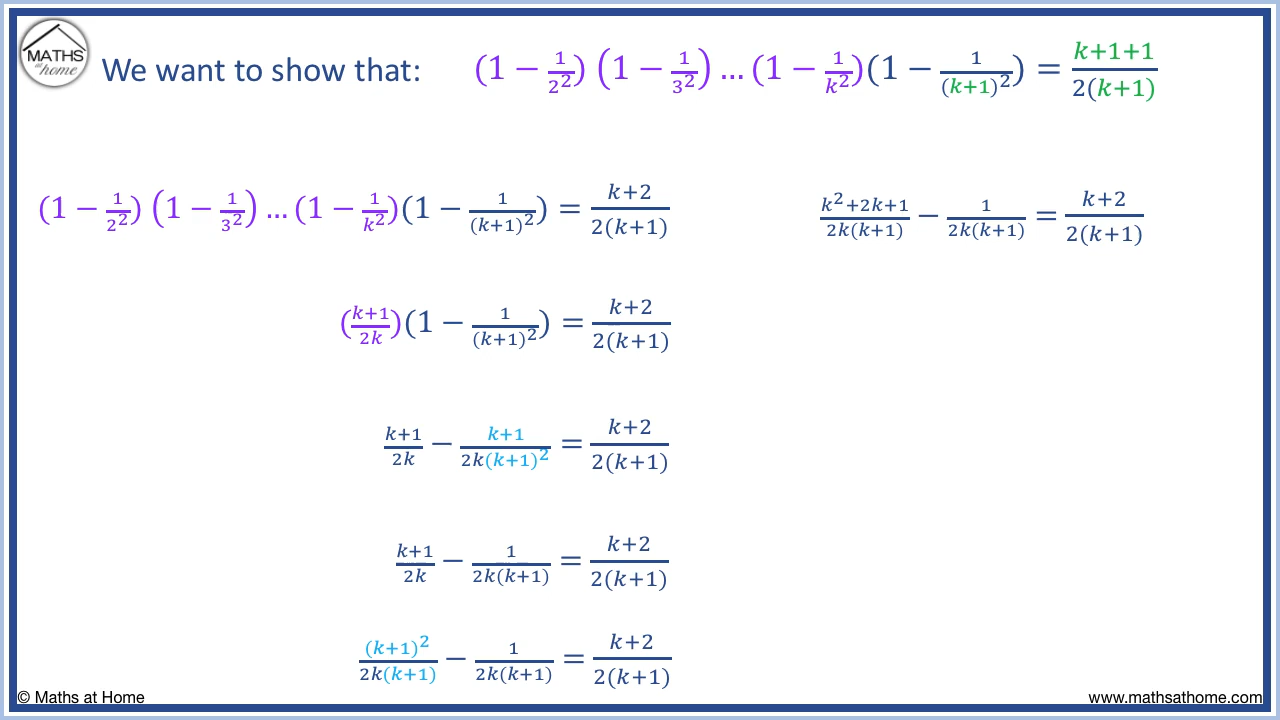 MATHS
at home
We want to show that: (1 − 1/2²) (1 − 1/3²) … (1 − 1/k²)(1 − 1/(k+1)²) = (k+1+1)/(2(k+1))
(1 − 1/2²) (1 − 1/3²) … (1 − 1/k²)(1 − 1/(k+1)²) = (k+2)/(2(k+1))
((k+1)/(2k))(1 − 1/(k+1)²) = (k+2)/(2(k+1))
(k+1)/(2k) − (k+1)/(2k(k+1)²) = (k+2)/(2(k+1))
(k+1)/(2k) − 1/(2k(k+1)) = (k+2)/(2(k+1))
(k+1)²/(2k(k+1)) − 1/(2k(k+1)) = (k+2)/(2(k+1))
(k²+2k+1)/(2k(k+1)) − 1/(2k(k+1)) = (k+2)/(2(k+1))
© Maths at Home
www.mathsathome.com